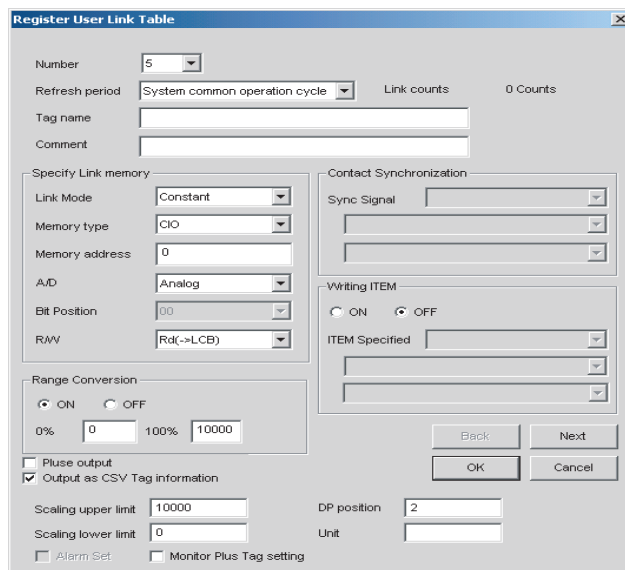 Register User Link Table
Number 5
Refresh period System common operation cycle Link counts 0 Counts
Tag name
Comment
Specify Link memory
Link Mode Constant
Memory type CIO
Memory address 0
A/D Analog
Bit Position 00
R/W Rd(->LCB)
Contact Synchronization
Sync Signal
Writing ITEM
ON OFF
ITEM Specified
Range Conversion
ON OFF
0% 0 100% 10000
Back Next
OK Cancel
Pluse output
Output as CSV Tag information
Scaling upper limit 10000 DP position 2
Scaling lower limit 0 Unit
Alarm Set Monitor Plus Tag setting